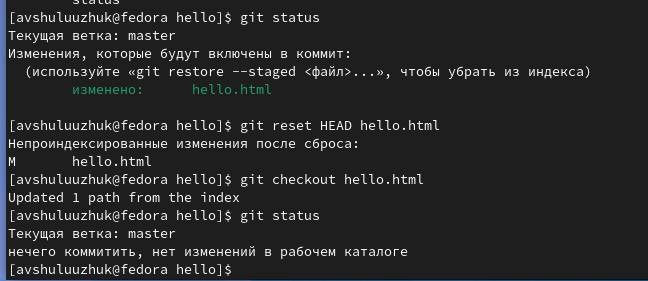 status
[avshuluuzhuk@fedora hello]$ git status
Текущая ветка: master
Изменения, которые будут включены в коммит:
  (используйте «git restore --staged <файл>...», чтобы убрать из индекса)
        изменено:      hello.html

[avshuluuzhuk@fedora hello]$ git reset HEAD hello.html
Непроиндексированные изменения после сброса:
M       hello.html
[avshuluuzhuk@fedora hello]$ git checkout hello.html
Updated 1 path from the index
[avshuluuzhuk@fedora hello]$ git status
Текущая ветка: master
нечего коммитить, нет изменений в рабочем каталоге
[avshuluuzhuk@fedora hello]$